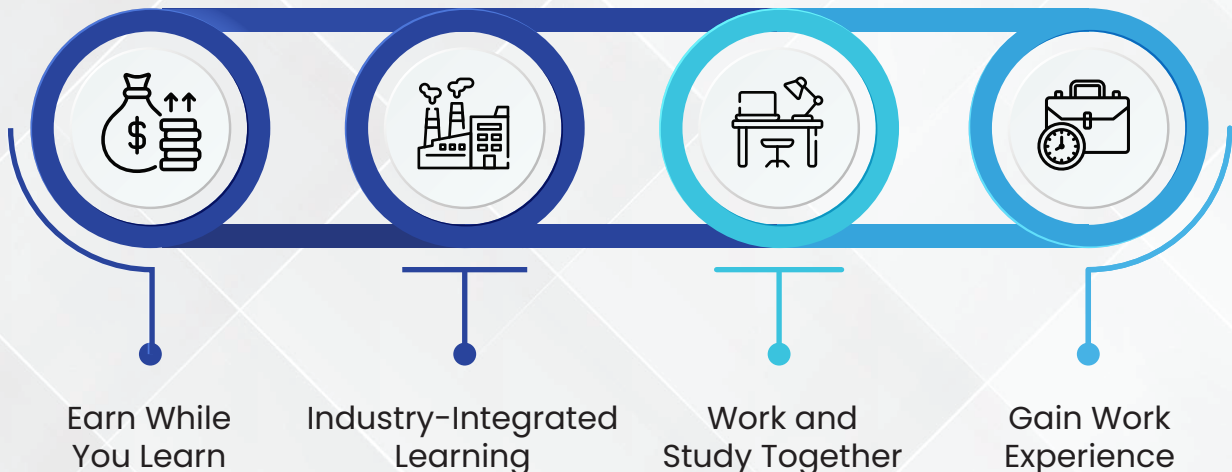 $
Earn While
You Learn
Industry-Integrated
Learning
Work and
Study Together
Gain Work
Experience